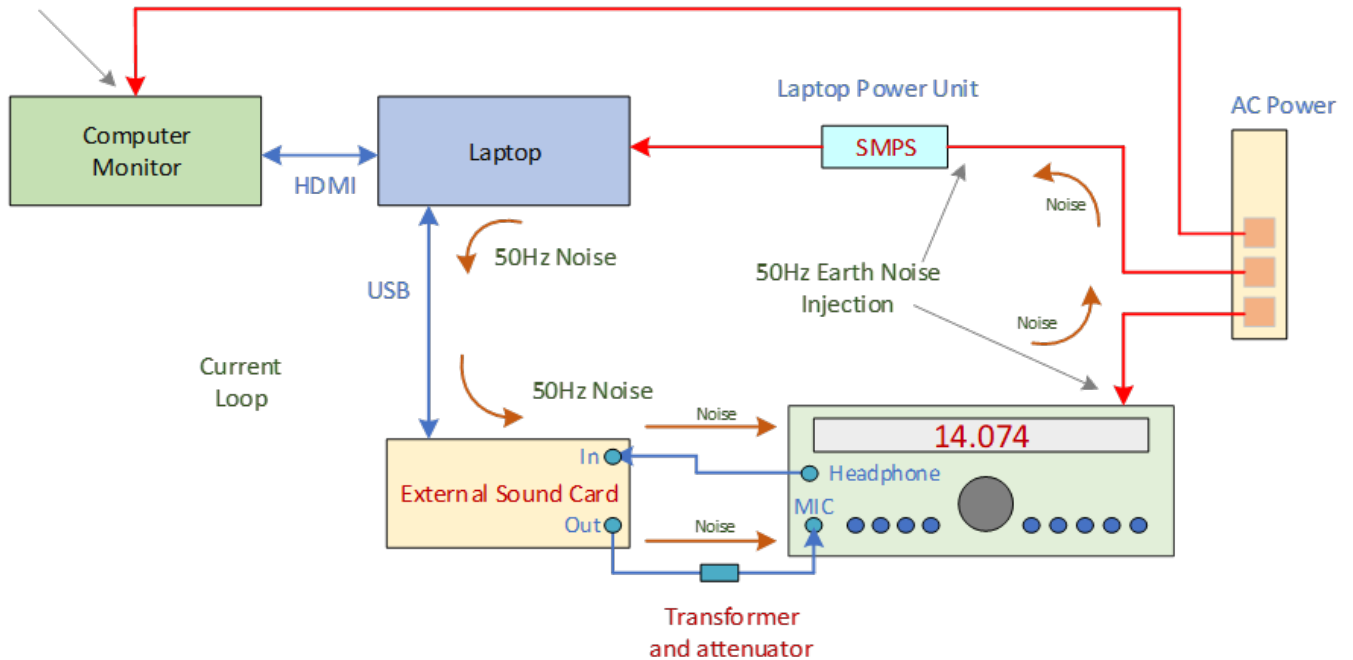 Laptop Power Unit
AC Power
Computer
Monitor
HDMI
Laptop
SMPS
Noise
50Hz Noise
USB
50Hz Earth Noise
Injection
Noise
Current
Loop
50Hz Noise
Noise
14.074
In
Headphone
External Sound Card
MIC
Out
Noise
Transformer
and attenuator